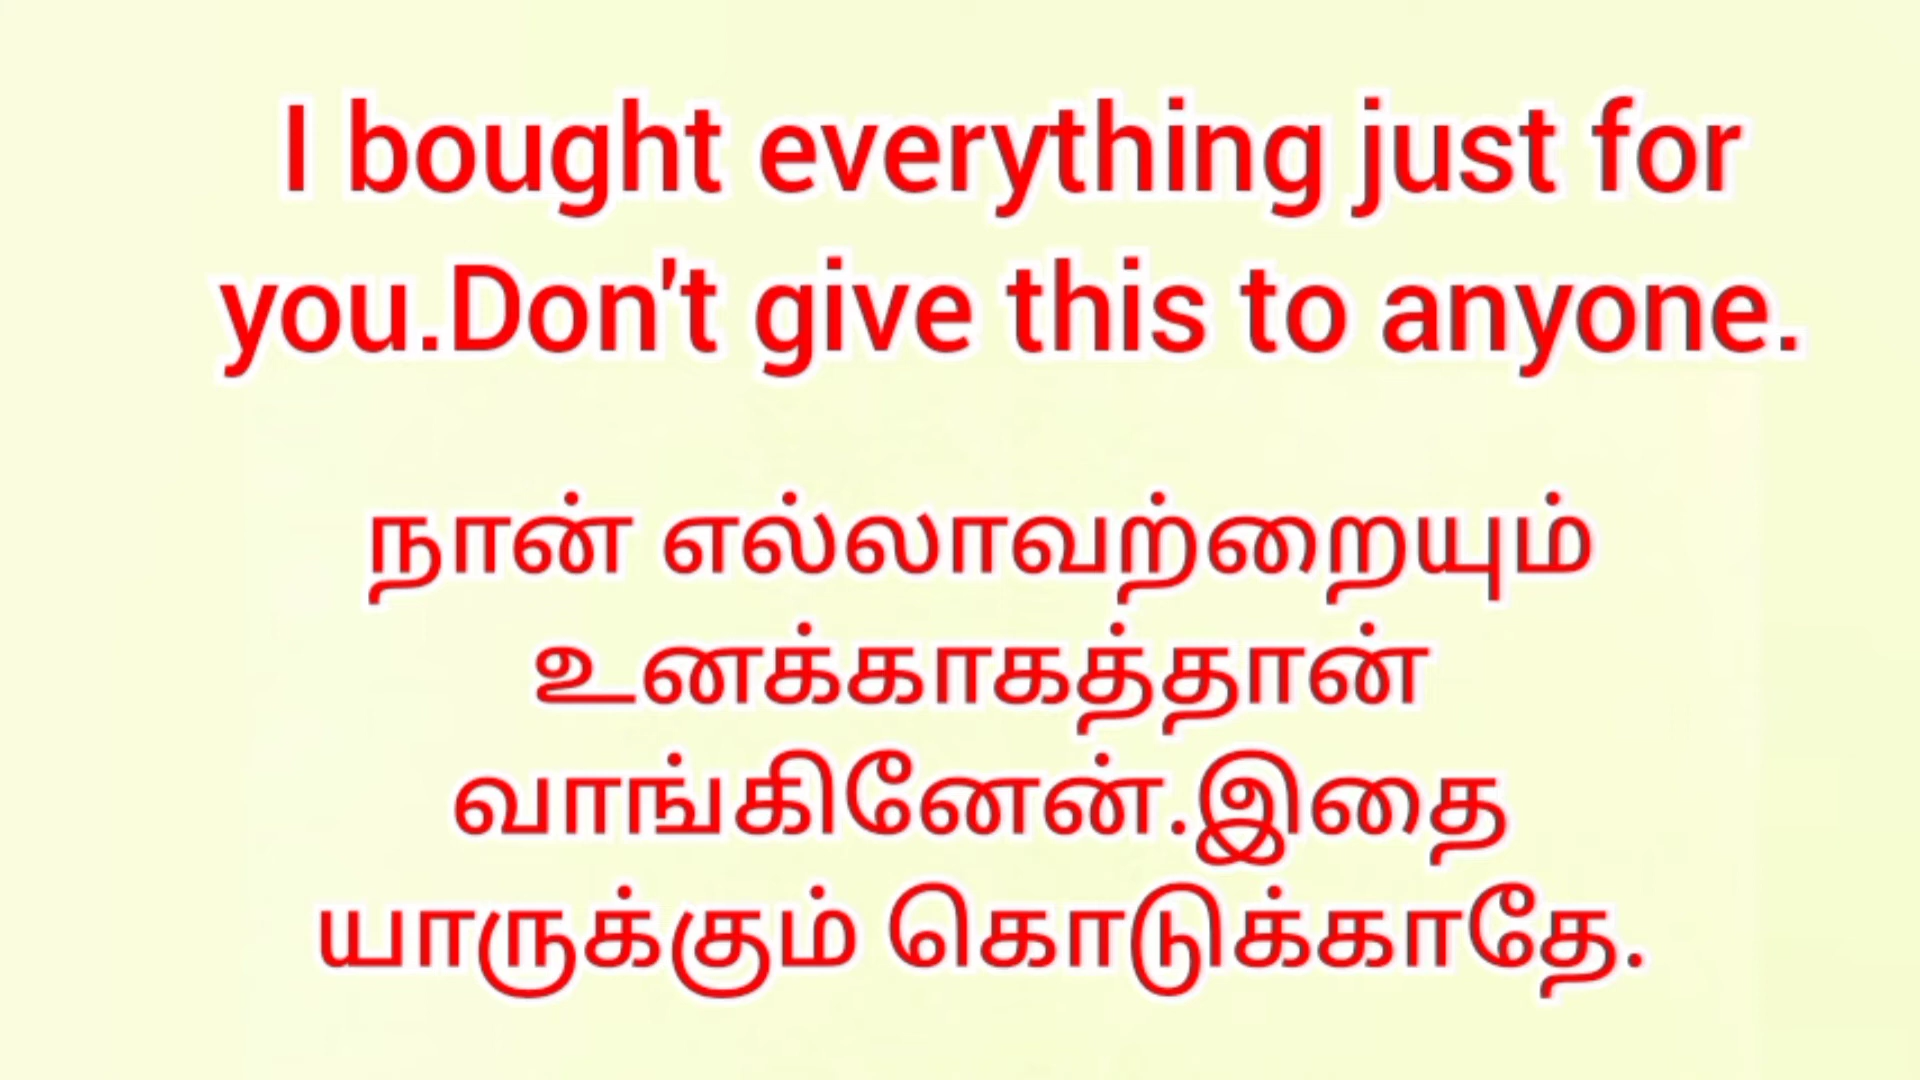 I bought everything just for
you.Don't give this to anyone.
நான் எல்லாவற்றையும்
உனக்காகத்தான்
வாங்கினேன்.இதை
யாருக்கும் கொடுக்காதே.